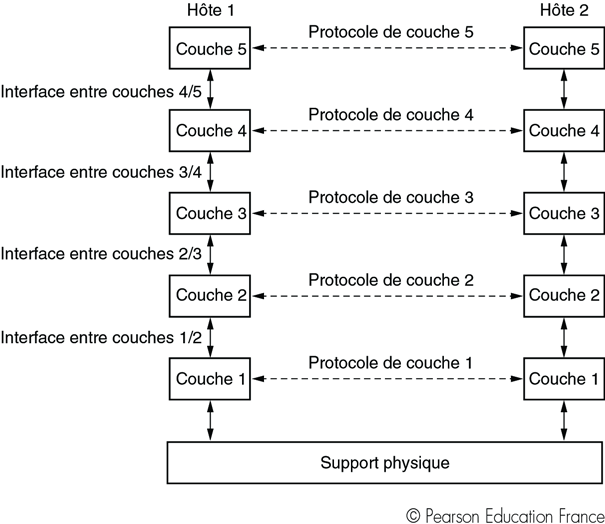 Hôte 1
Hôte 2
Couche 5
Protocole de couche 5
Couche 5
Interface entre couches 4/5
Couche 4
Protocole de couche 4
Couche 4
Interface entre couches 3/4
Couche 3
Protocole de couche 3
Couche 3
Interface entre couches 2/3
Couche 2
Protocole de couche 2
Couche 2
Interface entre couches 1/2
Couche 1
Protocole de couche 1
Couche 1
Support physique
© Pearson Education France